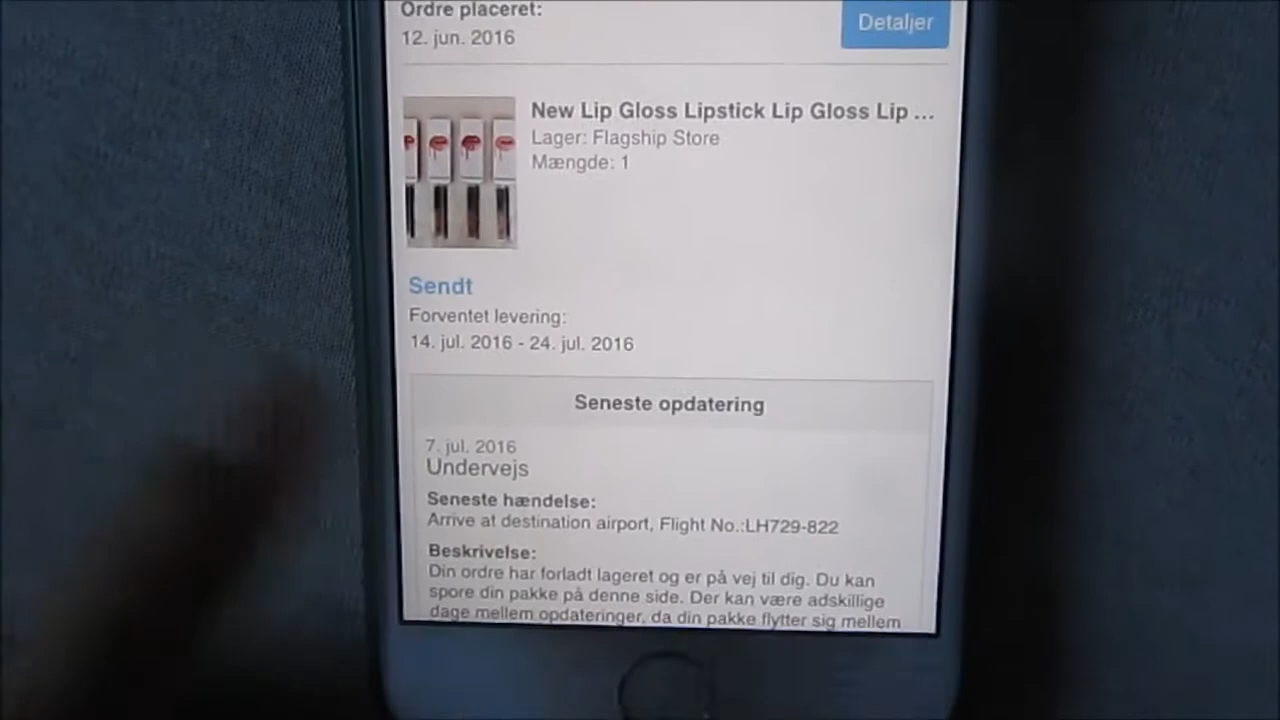 Ordre placeret:
12. jun. 2016
Detaljer
New Lip Gloss Lipstick Lip Gloss Lip ...
Lager: Flagship Store
Mængde: 1
Sendt
Forventet levering:
14. jul. 2016 - 24. jul. 2016
Seneste opdatering
7. jul. 2016
Undervejs
Seneste hændelse:
Arrive at destination airport, Flight No.:LH729-822
Beskrivelse:
Din ordre har forladt lageret og er på vej til dig. Du kan
spore din pakke på denne side. Der kan være adskillige
dage mellem opdateringer, da din pakke flytter sig mellem